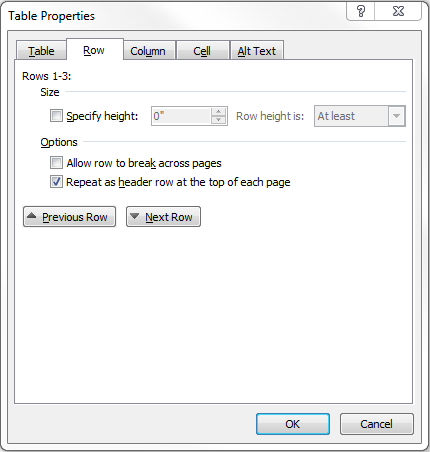 Table Properties
Table Row Column Cell Alt Text
Rows 1-3:
Size
Specify height: 0" Row height is: At least
Options
Allow row to break across pages
Repeat as header row at the top of each page
Previous Row Next Row
OK Cancel